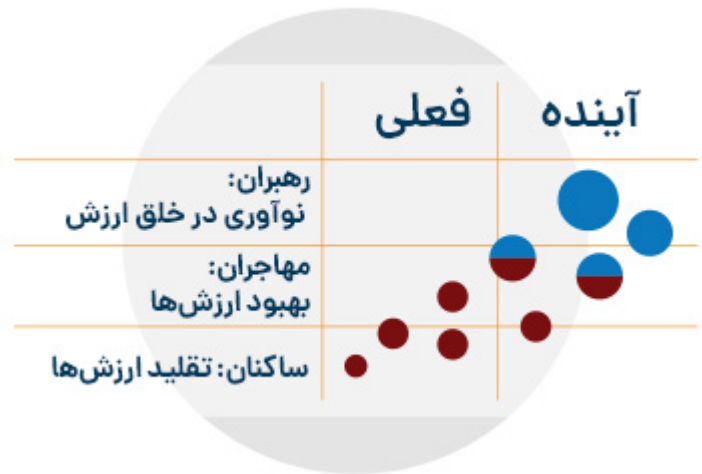 آینده
فعلی
رهبران:
نوآوری در خلق ارزش
مهاجران:
بهبود ارزش‌ها
ساکنان: تقلید ارزش‌ها